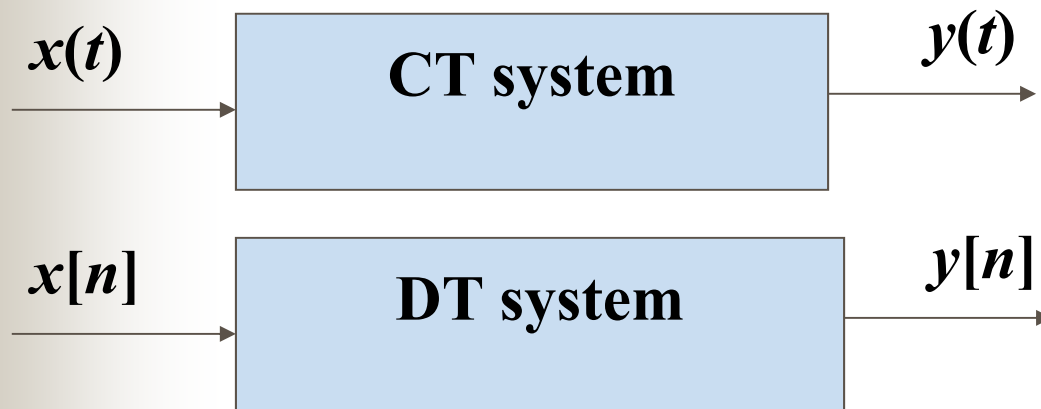 x(t)
CT system
y(t)
x[n]
DT system
y[n]